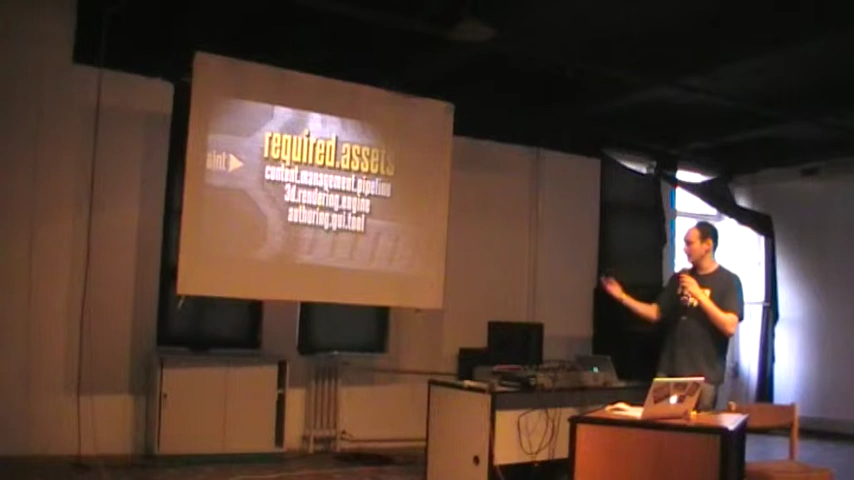 required.assets
content.management.pipeline
3d.rendering.engine
authoring.gui.tool